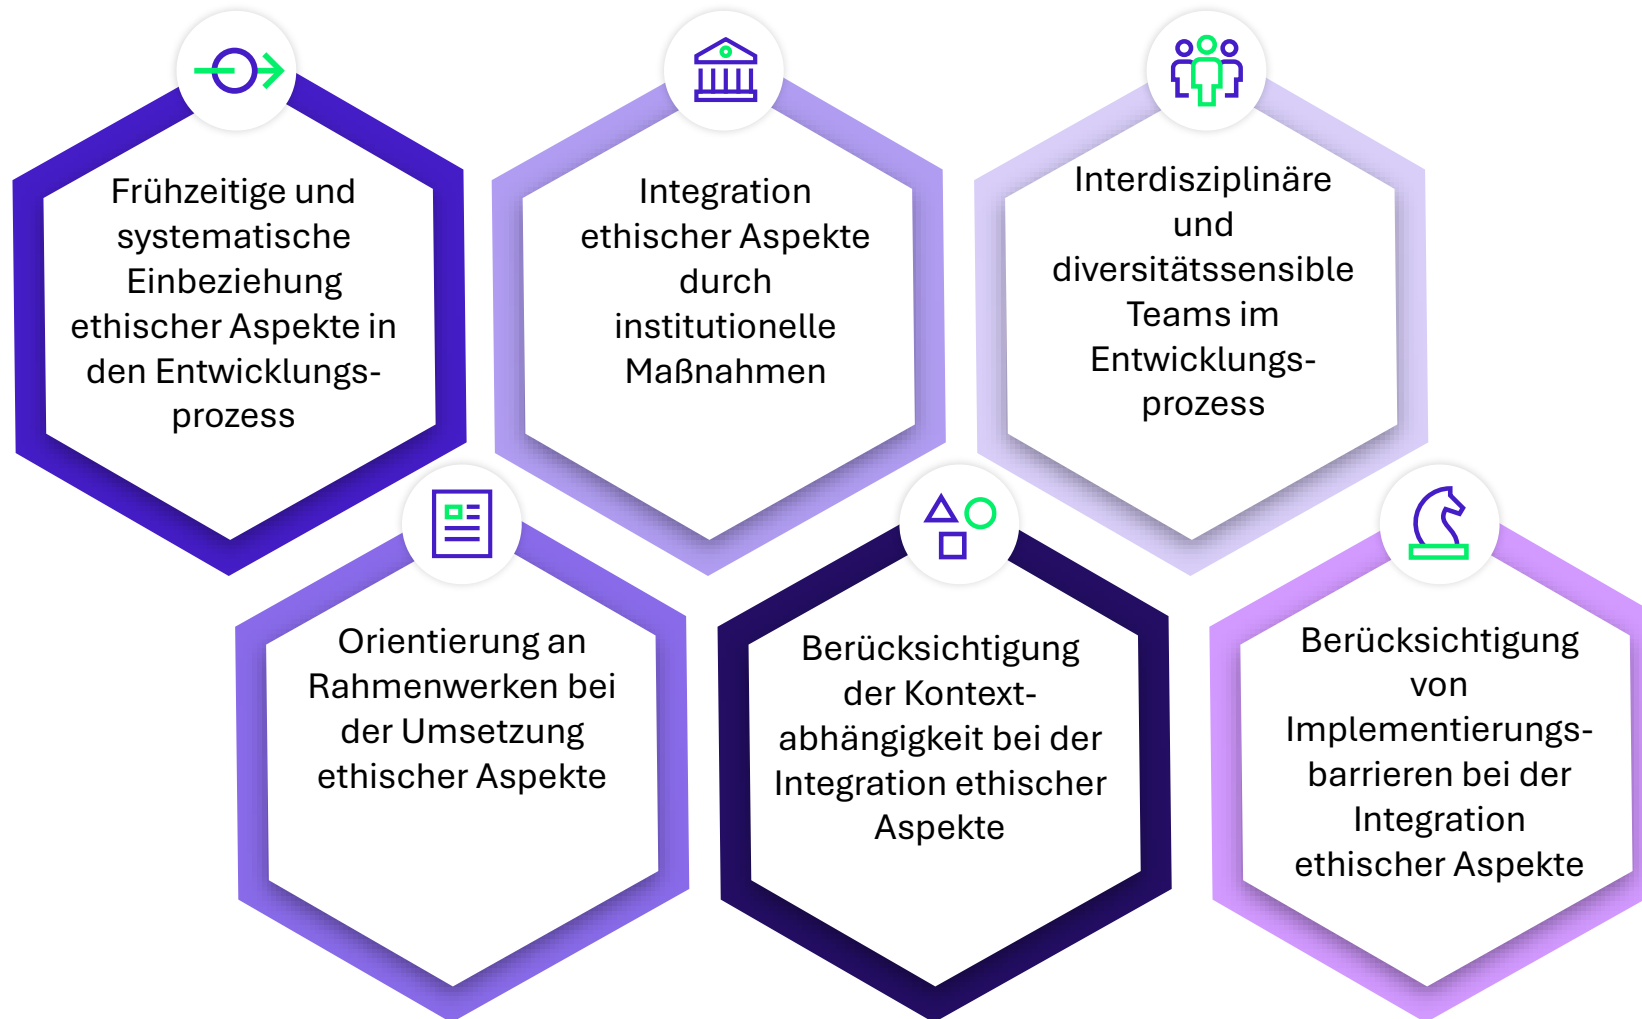 Frühzeitige und
systematische
Einbeziehung
ethischer Aspekte in
den Entwicklungs-
prozess
Integration
ethischer Aspekte
durch
institutionelle
Maßnahmen
Interdisziplinäre
und
diversitätssensible
Teams im
Entwicklungs-
prozess
Orientierung an
Rahmenwerken bei
der Umsetzung
ethischer Aspekte
Berücksichtigung
der Kontext-
abhängigkeit bei der
Integration ethischer
Aspekte
Berücksichtigung
von
Implementierungs-
barrieren bei der
Integration
ethischer Aspekte